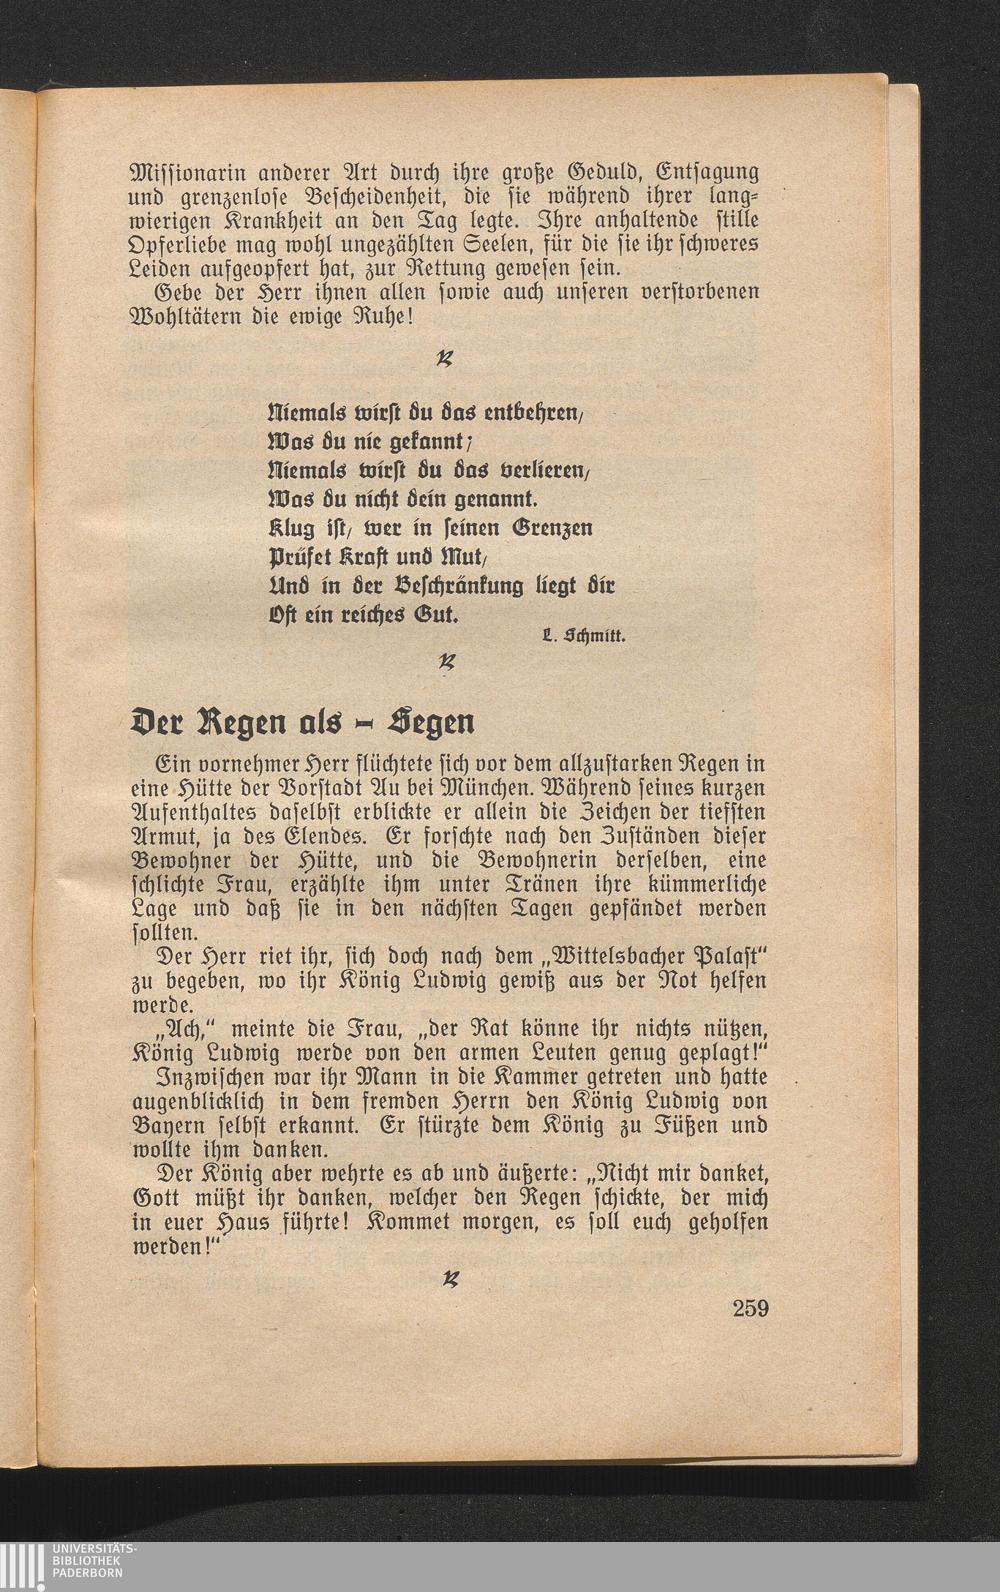 Missionarin anderer Art durch ihre große Geduld, Entsagung
und grenzenlose Bescheidenheit, die sie während ihrer lang-
wierigen Krankheit an den Tag legte. Ihre anhaltende stille
Opferliebe mag wohl ungezählten Seelen, für die sie ihr schweres
Leiden aufgeopfert hat, zur Rettung gewesen sein.
Gebe der Herr ihnen allen sowie auch unseren verstorbenen
Wohltätern die ewige Ruhe!
Niemals wirst du das entbehren,
Was du nie gekannt;
Niemals wirst du das verlieren,
Was du nicht dein genannt.
Klug ist, wer in seinen Grenzen
Prüfet Kraft und Mut,
Und in der Beschränkung liegt dir
Oft ein reiches Gut.
L. Schmitt.
Der Regen als – Segen
Ein vornehmer Herr flüchtete sich vor dem allzustarken Regen in
eine Hütte der Vorstadt Au bei München. Während seines kurzen
Aufenthaltes daselbst erblickte er allein die Zeichen der tiefsten
Armut, ja des Elendes. Er forschte nach den Zuständen dieser
Bewohner der Hütte, und die Bewohnerin derselben, eine
schlichte Frau, erzählte ihm unter Tränen ihre kümmerliche
Lage und daß sie in den nächsten Tagen gepfändet werden
sollten.
Der Herr riet ihr, sich doch nach dem „Wittelsbacher Palast“
zu begeben, wo ihr König Ludwig gewiß aus der Not helfen
werde.
„Ach,“ meinte die Frau, „der Rat könne ihr nichts nützen,
König Ludwig werde von den armen Leuten genug geplagt!“
Inzwischen war ihr Mann in die Kammer getreten und hatte
augenblicklich in dem fremden Herrn den König Ludwig von
Bayern selbst erkannt. Er stürzte dem König zu Füßen und
wollte ihm danken.
Der König aber wehrte es ab und äußerte: „Nicht mir danket,
Gott müßt ihr danken, welcher den Regen schickte, der mich
in euer Haus führte! Kommet morgen, es soll euch geholfen
werden!“
259
UNIVERSITÄTS-
BIBLIOTHEK
PADERBORN